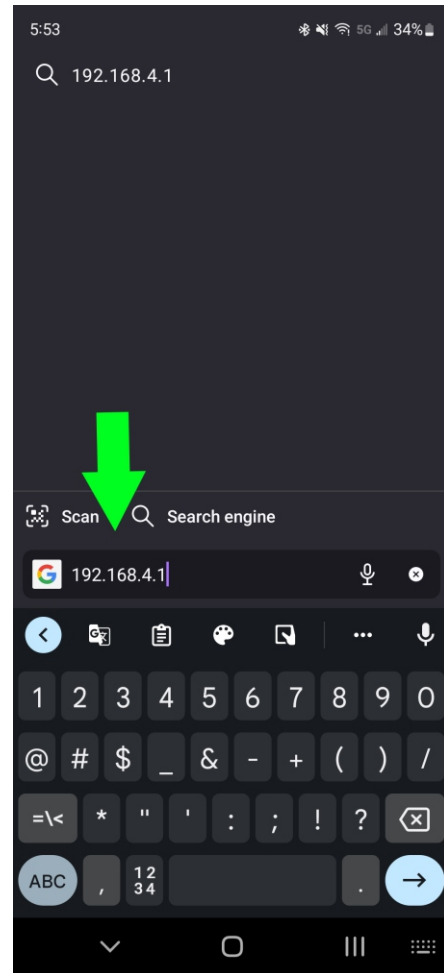 5:53 5G 34%
192.168.4.1
Scan Search engine
G 192.168.4.1
1 2 3 4 5 6 7 8 9 0
@ # $ _ & - + ( ) /
=\< * " ' : ; ! ?
ABC , 12 34 .